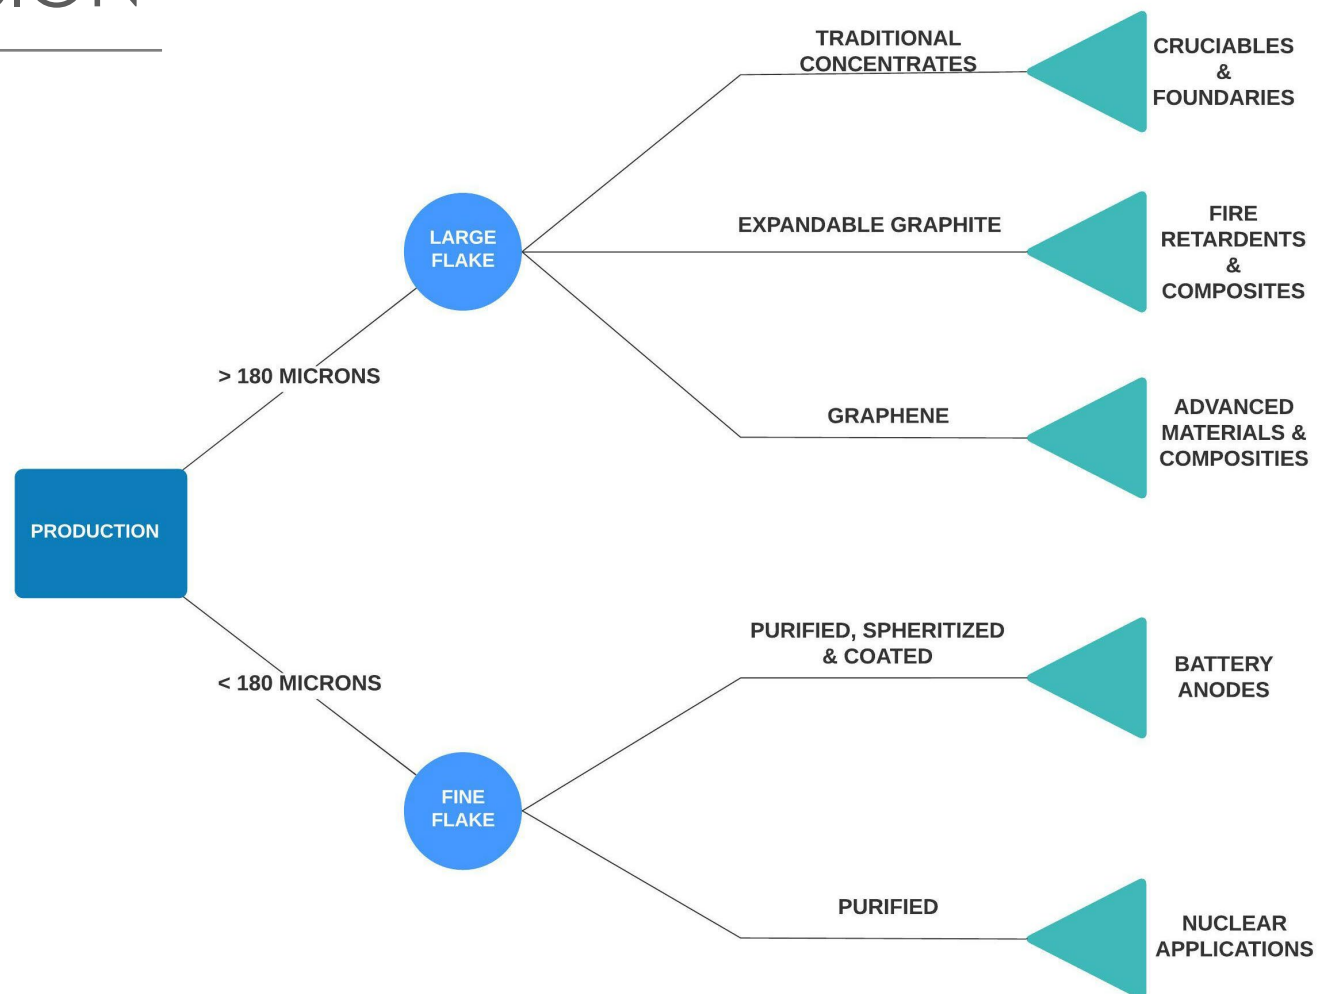 TRADITIONAL
CONCENTRATES
CRUCIABLES
&
FOUNDARIES
EXPANDABLE GRAPHITE
FIRE
RETARDENTS
&
COMPOSITES
LARGE
FLAKE
> 180 MICRONS
GRAPHENE
ADVANCED
MATERIALS &
COMPOSITIES
PRODUCTION
< 180 MICRONS
PURIFIED, SPHERITIZED
& COATED
BATTERY
ANODES
FINE
FLAKE
PURIFIED
NUCLEAR
APPLICATIONS